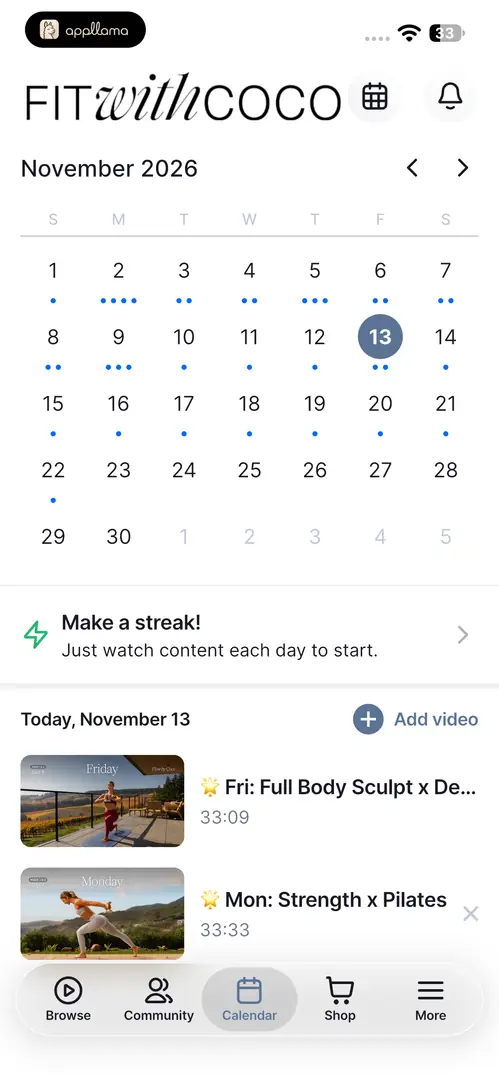 appllama
33
FITwithCOCO
November 2026
S M T W T F S
1 2 3 4 5 6 7
8 9 10 11 12 13 14
15 16 17 18 19 20 21
22 23 24 25 26 27 28
29 30 1 2 3 4 5
Make a streak!
Just watch content each day to start.
Today, November 13
Add video
Friday
🌟 Fri: Full Body Sculpt x De...
33:09
Monday
🌟 Mon: Strength x Pilates
33:33
Browse
Community
Calendar
Shop
More